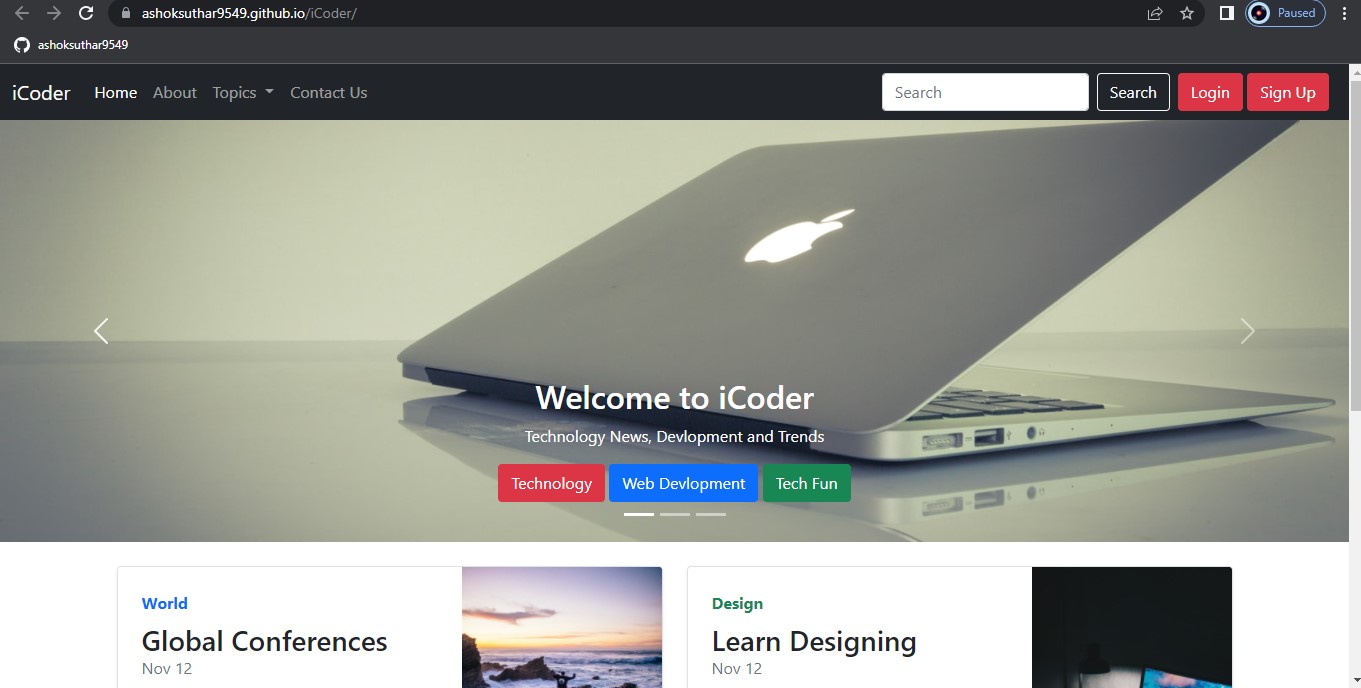 ashoksuthar9549.github.io/iCoder/
Paused
ashoksuthar9549
iCoder Home About Topics Contact Us Search Search Login Sign Up
Welcome to iCoder
Technology News, Devlopment and Trends
Technology Web Devlopment Tech Fun
World
Global Conferences
Nov 12
Design
Learn Designing
Nov 12